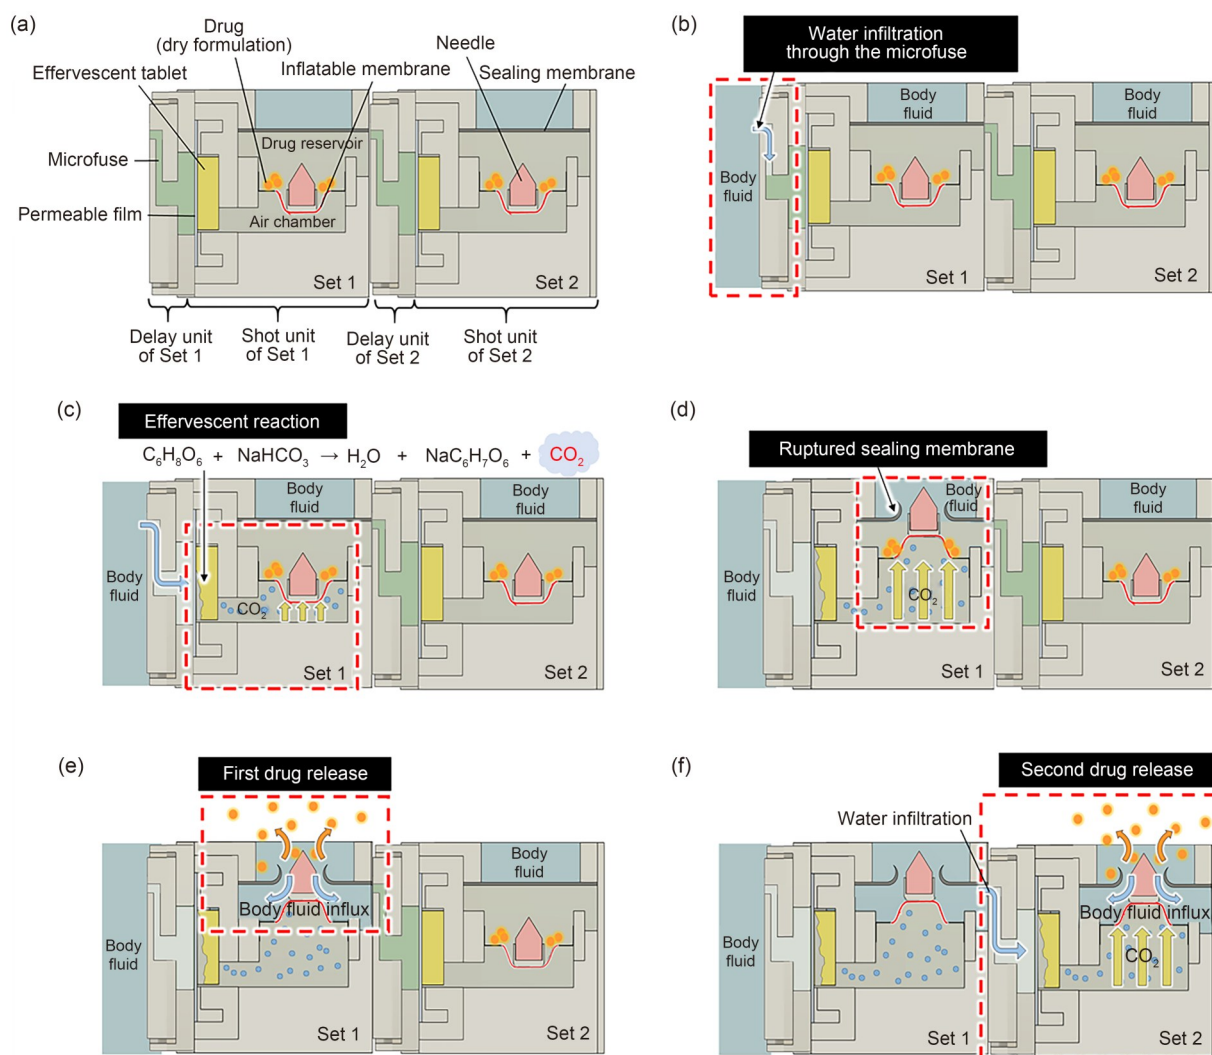 (a)
Drug
(dry formulation)
Needle
Effervescent tablet
Inflatable membrane
Sealing membrane
Drug reservoir
Microfuse
Permeable film
Air chamber
Set 1
Set 2
Delay unit
of Set 1
Shot unit
of Set 1
Delay unit
of Set 2
Shot unit
of Set 2
(b)
Water infiltration
through the microfuse
Body
fluid
Body
fluid
Body
fluid
Set 1
Set 2
(c)
Effervescent reaction
C₆H₈O₆ + NaHCO₃ → H₂O + NaC₆H₇O₆ + CO₂
Body
fluid
Body
fluid
Body
fluid
CO₂
Set 1
Set 2
(d)
Ruptured sealing membrane
Body
fluid
Body
fluid
Body
fluid
CO₂
Set 1
Set 2
(e)
First drug release
Body
fluid
Body fluid influx
Body
fluid
Set 1
Set 2
(f)
Second drug release
Water infiltration
Body fluid influx
Body
fluid
CO₂
Set 1
Set 2